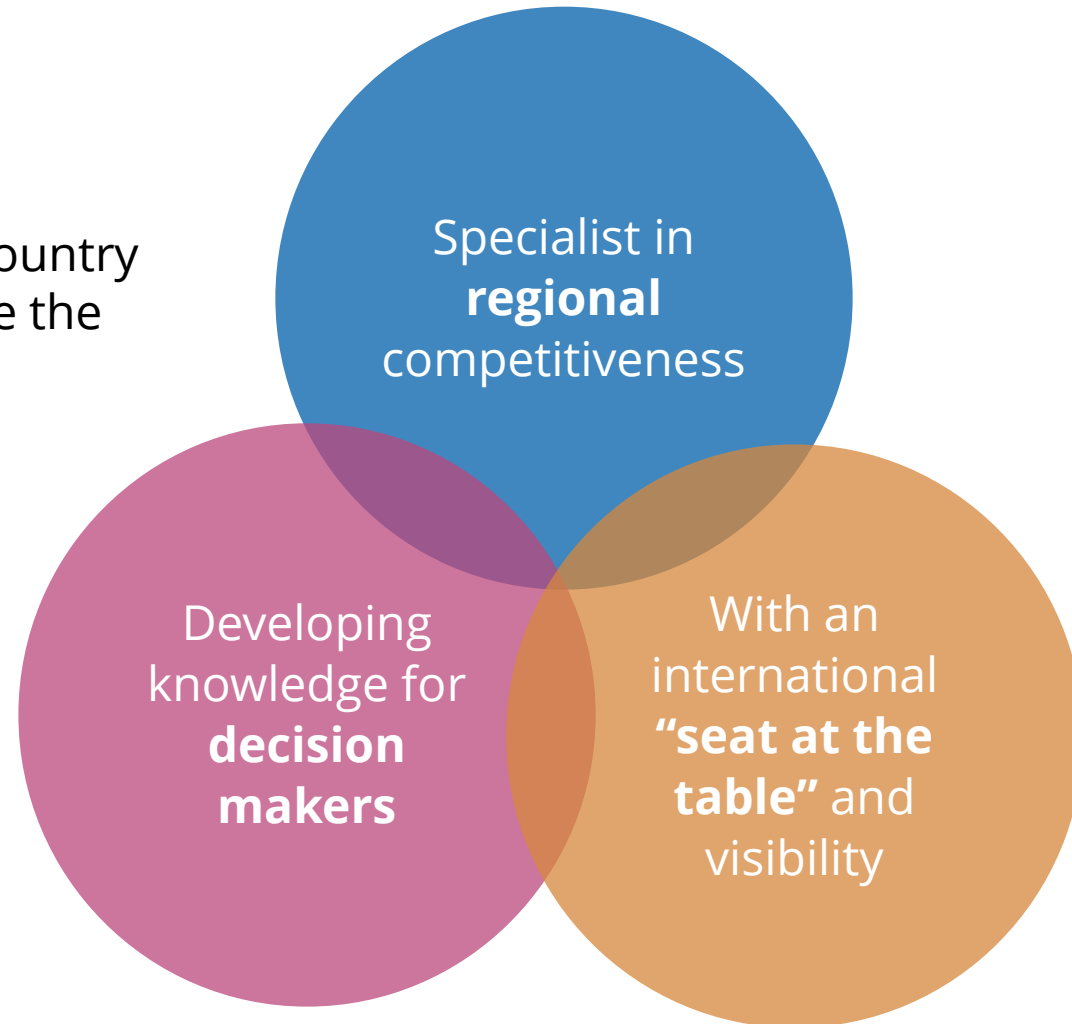 Specialist in
regional
competitiveness
e the
Developing
knowledge for
decision
makers
With an
international
“seat at the
table” and
visibility